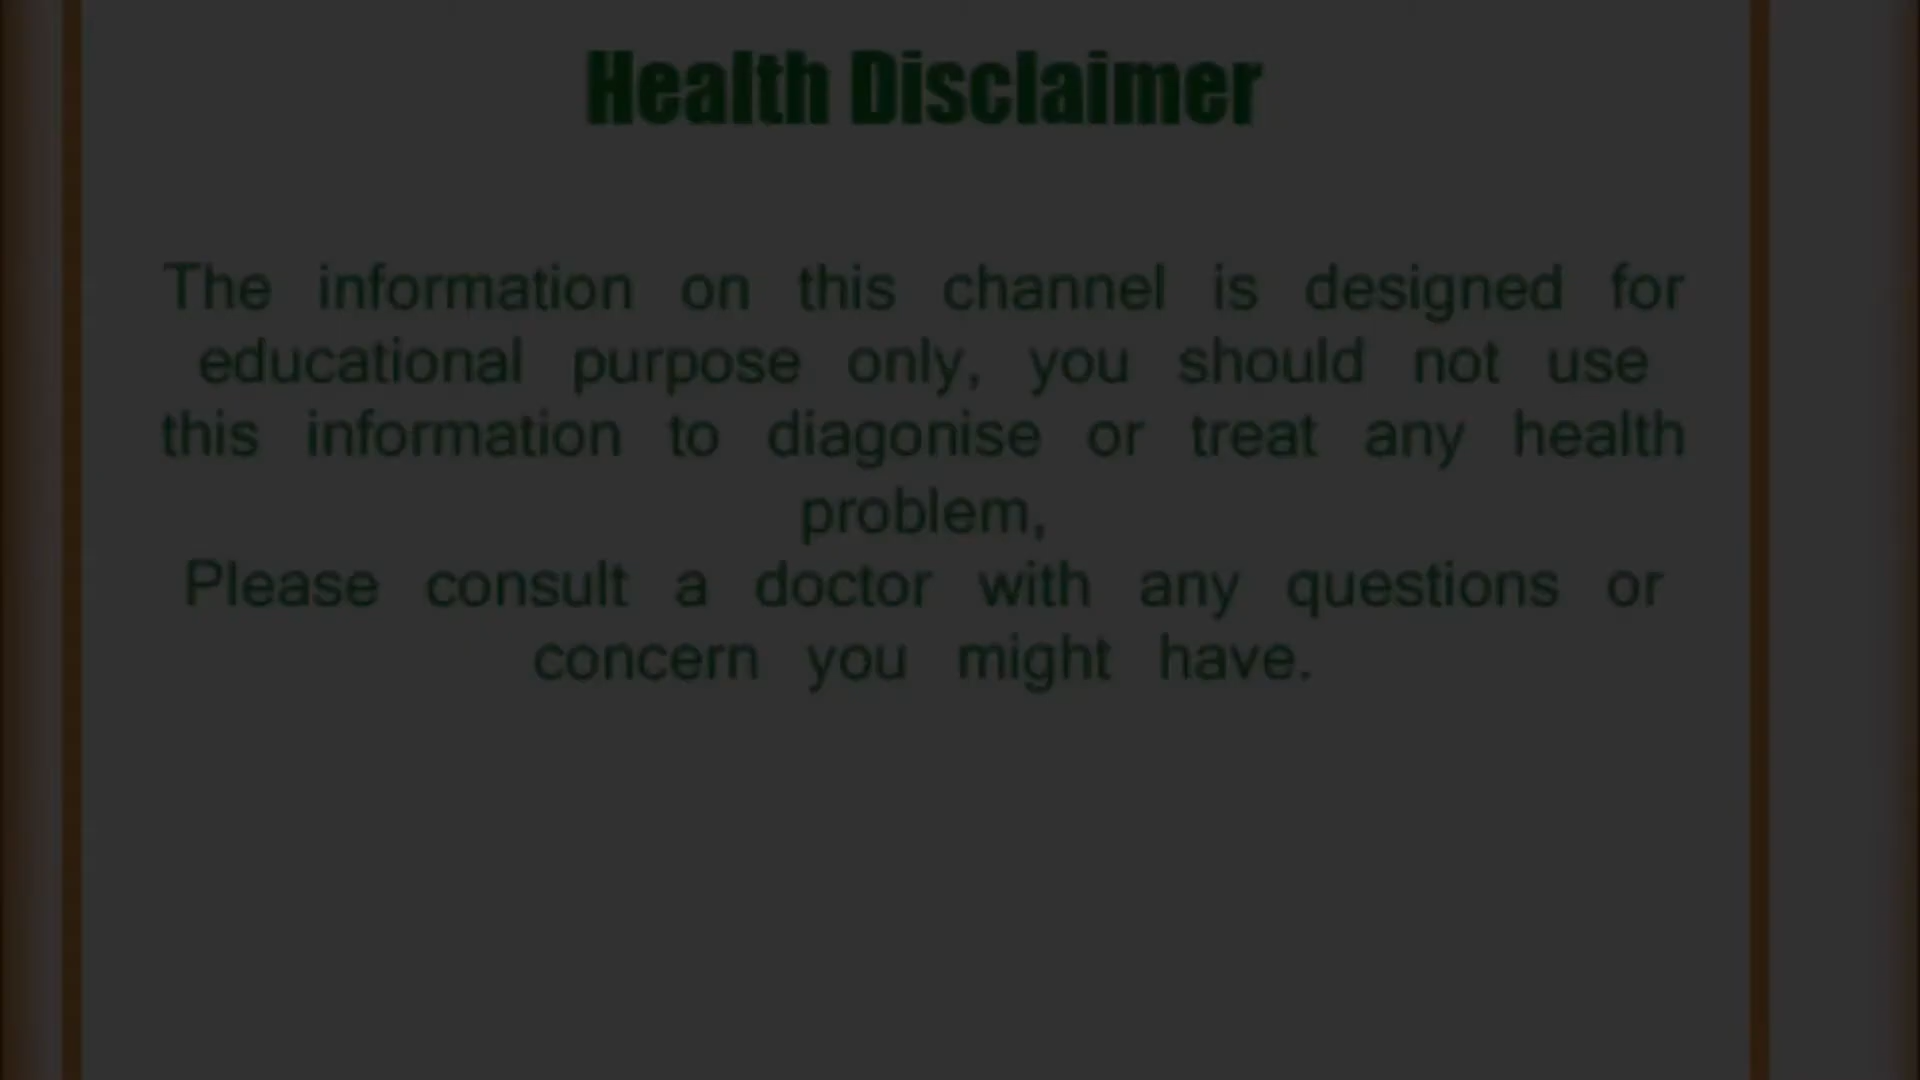 Health Disclaimer
The information on this channel is designed for
educational purpose only, you should not use
this information to diagonise or treat any health
problem,
Please consult a doctor with any questions or
concern you might have.